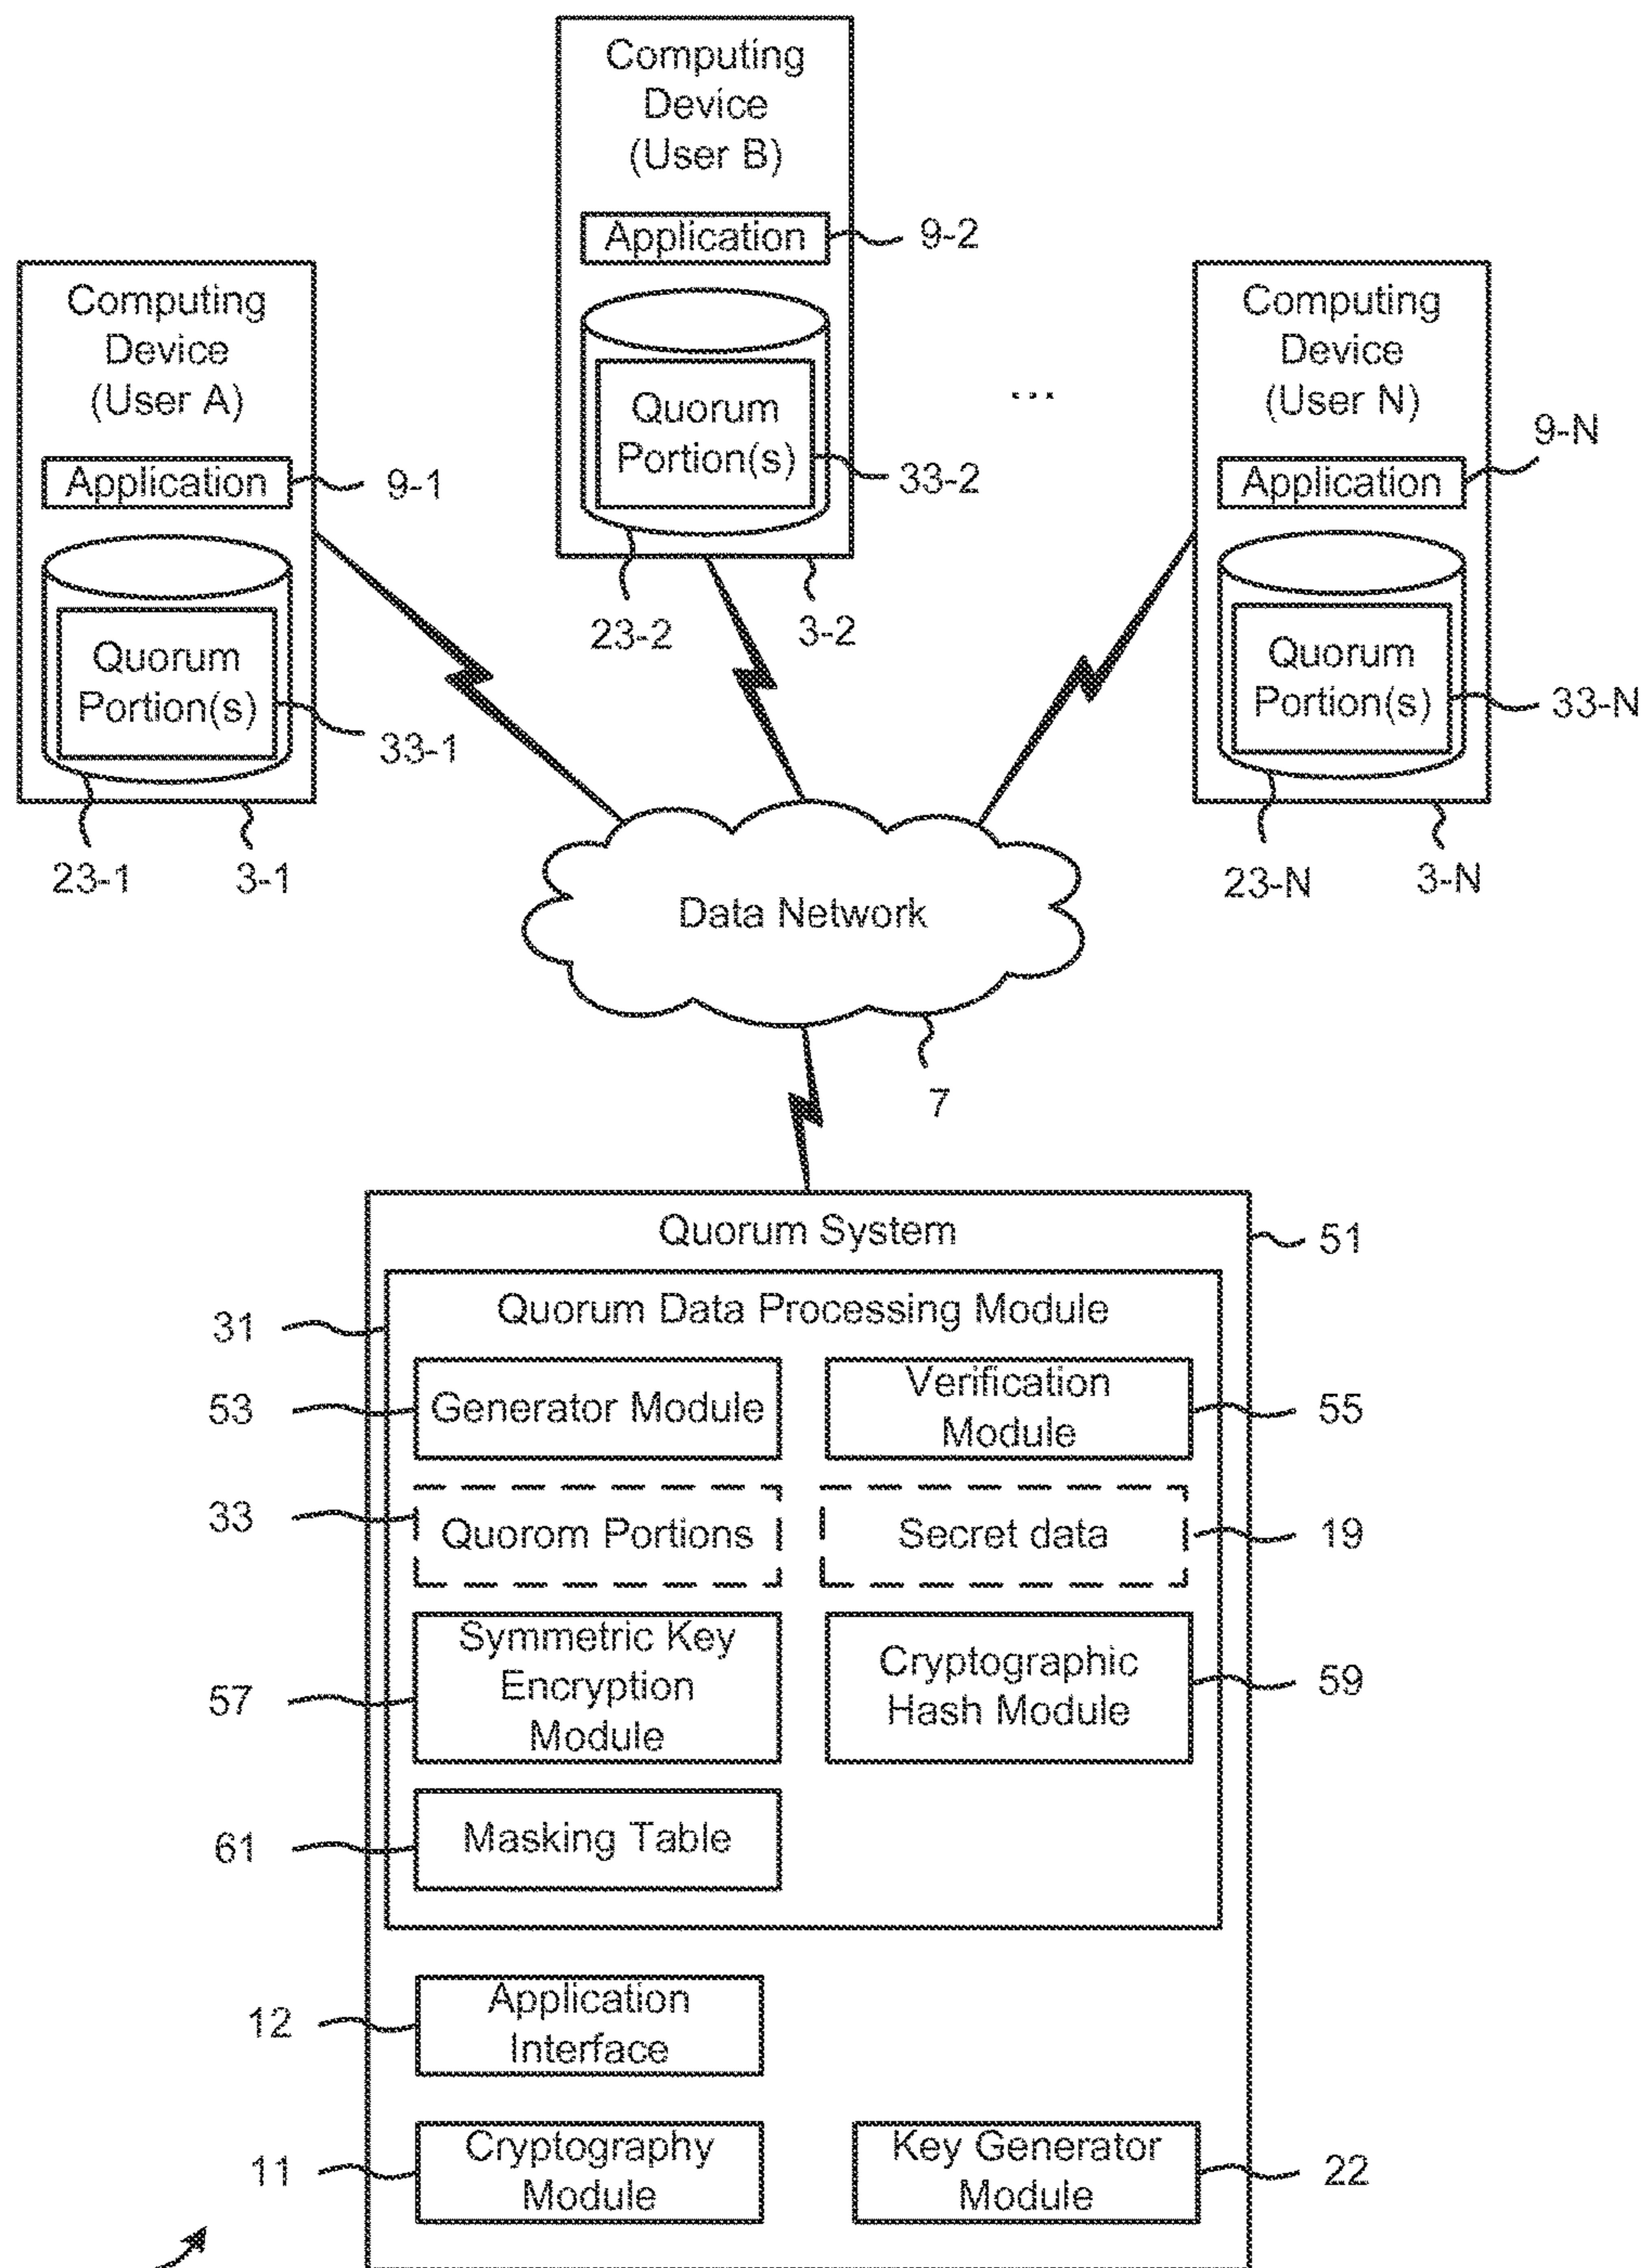 Computing
Device
(User B)
Application
9-2
Quorum
Portion(s)
33-2
23-2
3-2
Computing
Device
(User A)
Application
9-1
Quorum
Portion(s)
33-1
23-1
3-1
...
Computing
Device
(User N)
Application
9-N
Quorum
Portion(s)
33-N
23-N
3-N
Data Network
7
Quorum System
51
Quorum Data Processing Module
31
Generator Module
53
Verification
Module
55
Quorom Portions
33
Secret data
19
Symmetric Key
Encryption
Module
57
Cryptographic
Hash Module
59
Masking Table
61
Application
Interface
12
Cryptography
Module
11
Key Generator
Module
22